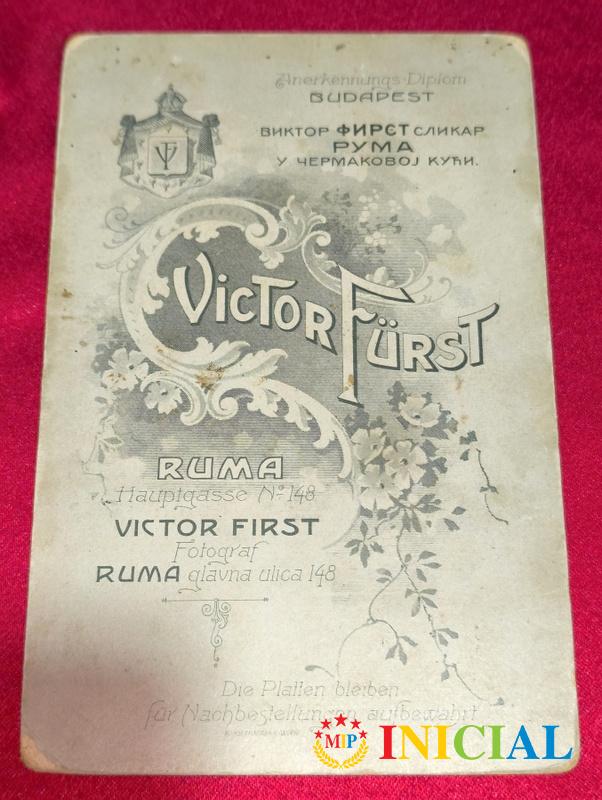 Anerkennungs-Diplom
BUDAPEST
ВИКТОР ФИРСТ СЛИКАР
РУМА
У ЧЕРМАКОВОЈ КУЋИ.
VF
VICTOR FÜRST
RUMA
Hauptgasse No. 148
VICTOR FIRST
Fotograf
RUMA glavna ulica 148
Die Platten bleiben
für Nachbestellungen aufbewahrt
MIP INICIAL